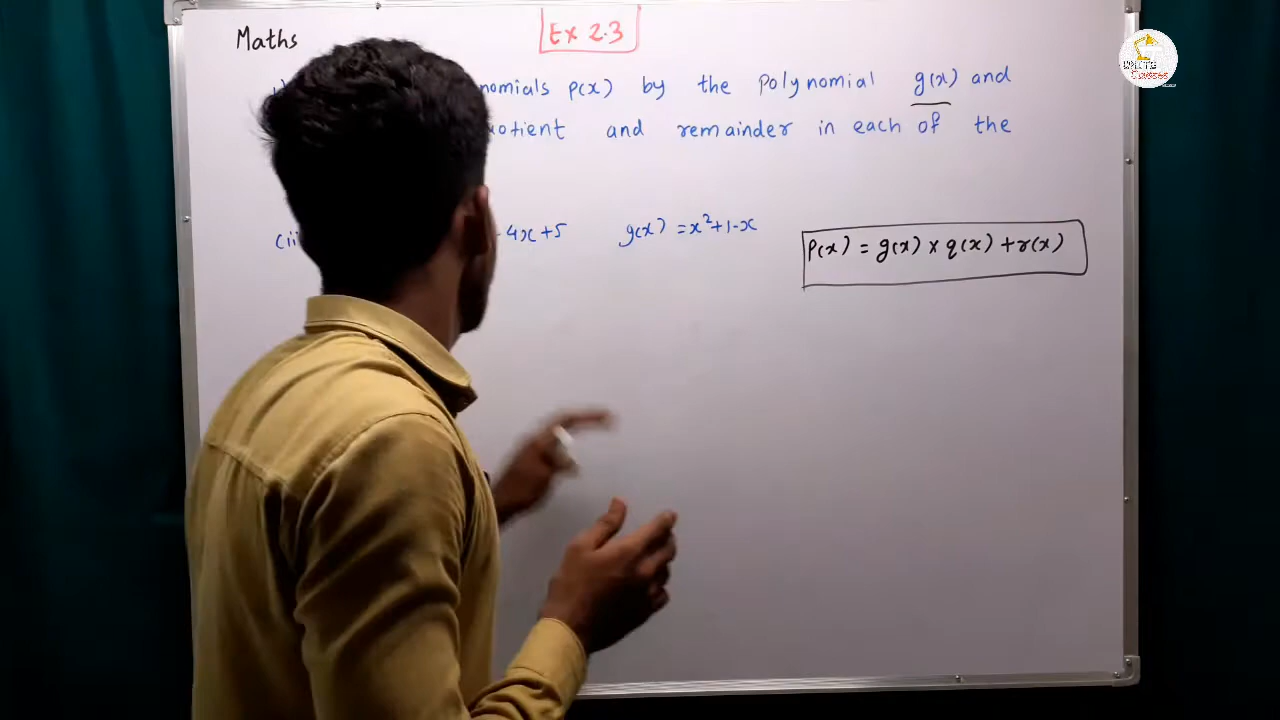 Maths
Ex 2.3
nomials p(x) by the polynomial g(x) and
uotient and remainder in each of the
(ii - 4x+5 g(x) = x²+1-x
P(x) = g(x) × q(x) + r(x)
Classes